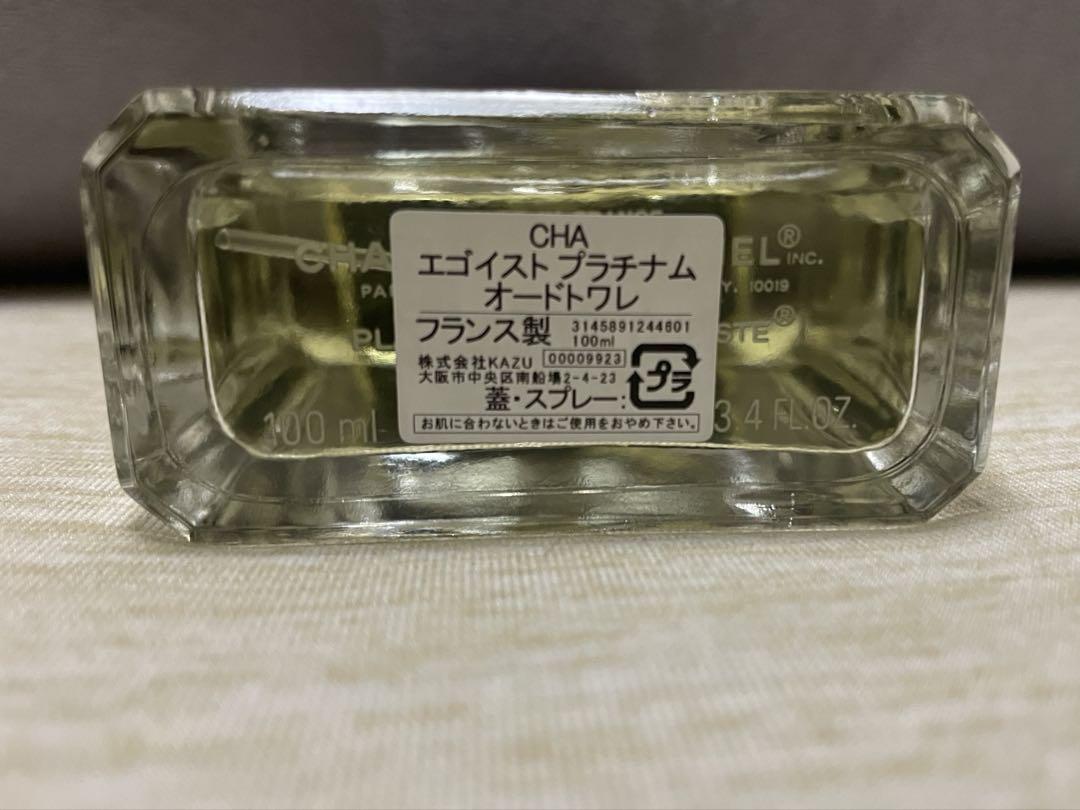 CHA
エゴイスト プラチナム
オードトワレ
フランス製 3145891244601
100ml
株式会社KAZU 00009923
大阪市中央区南船場2-4-23
蓋・スプレー: プラ
お肌に合わないときはご使用をおやめ下さい。
CHA EL® INC.
PA Y. 10019
PL STE®
100 ml 3.4 FL.OZ.